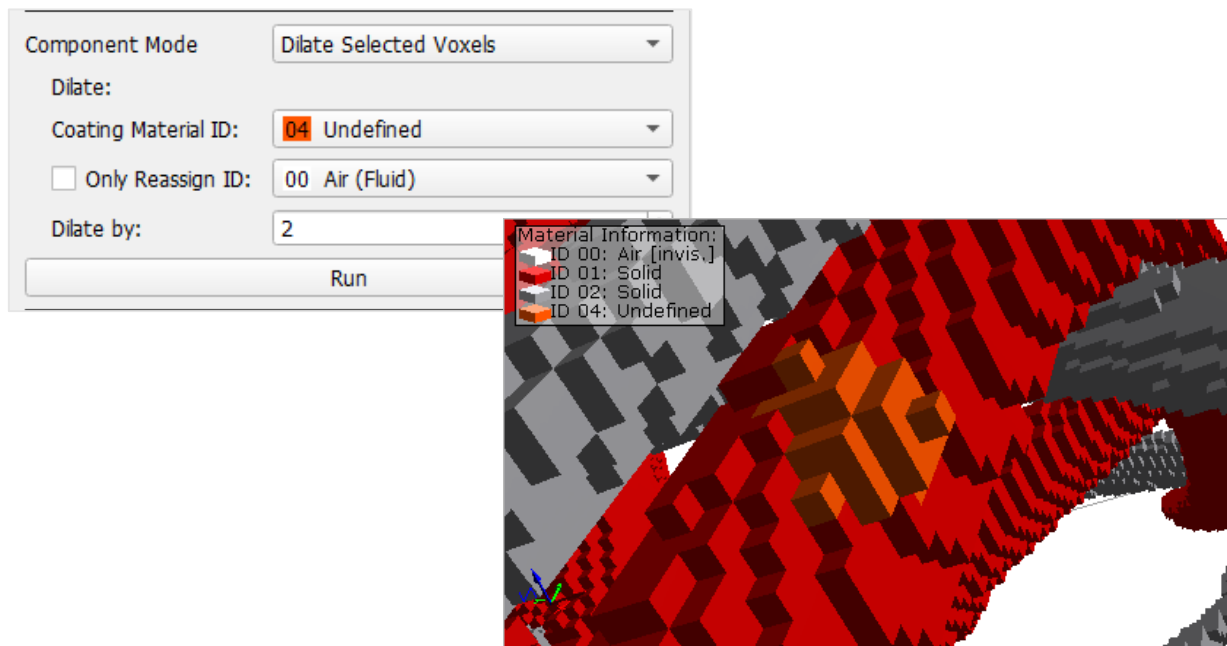 Component Mode Dilate Selected Voxels
Dilate:
Coating Material ID: 04 Undefined
Only Reassign ID: 00 Air (Fluid)
Dilate by: 2
Run
Material Information:
ID 00: Air [invis.]
ID 01: Solid
ID 02: Solid
ID 04: Undefined